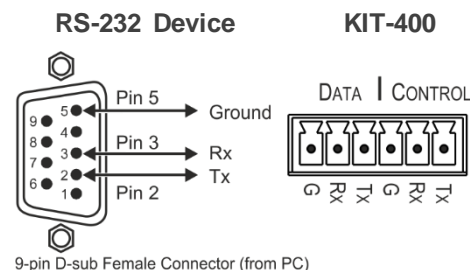 RS-232 Device
KIT-400
DATA | CONTROL
Pin 5
Ground
Pin 3
Rx
Tx
Pin 2
5
9
4
8
3
7
2
6
1
G Rx Tx G Rx Tx
9-pin D-sub Female Connector (from PC)